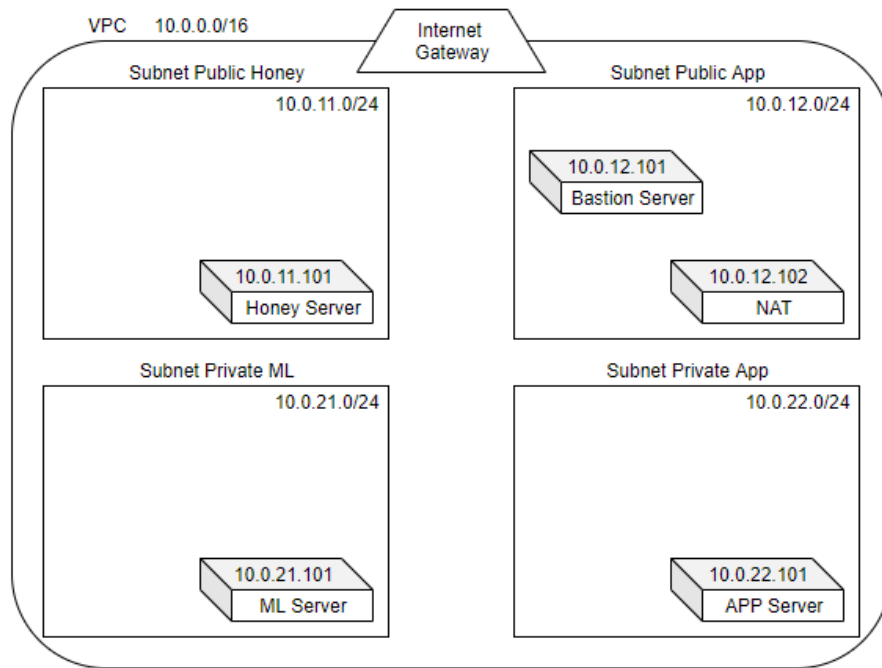 VPC 10.0.0.0/16
Internet
Gateway
Subnet Public Honey
10.0.11.0/24
10.0.11.101
Honey Server
Subnet Public App
10.0.12.0/24
10.0.12.101
Bastion Server
10.0.12.102
NAT
Subnet Private ML
10.0.21.0/24
10.0.21.101
ML Server
Subnet Private App
10.0.22.0/24
10.0.22.101
APP Server